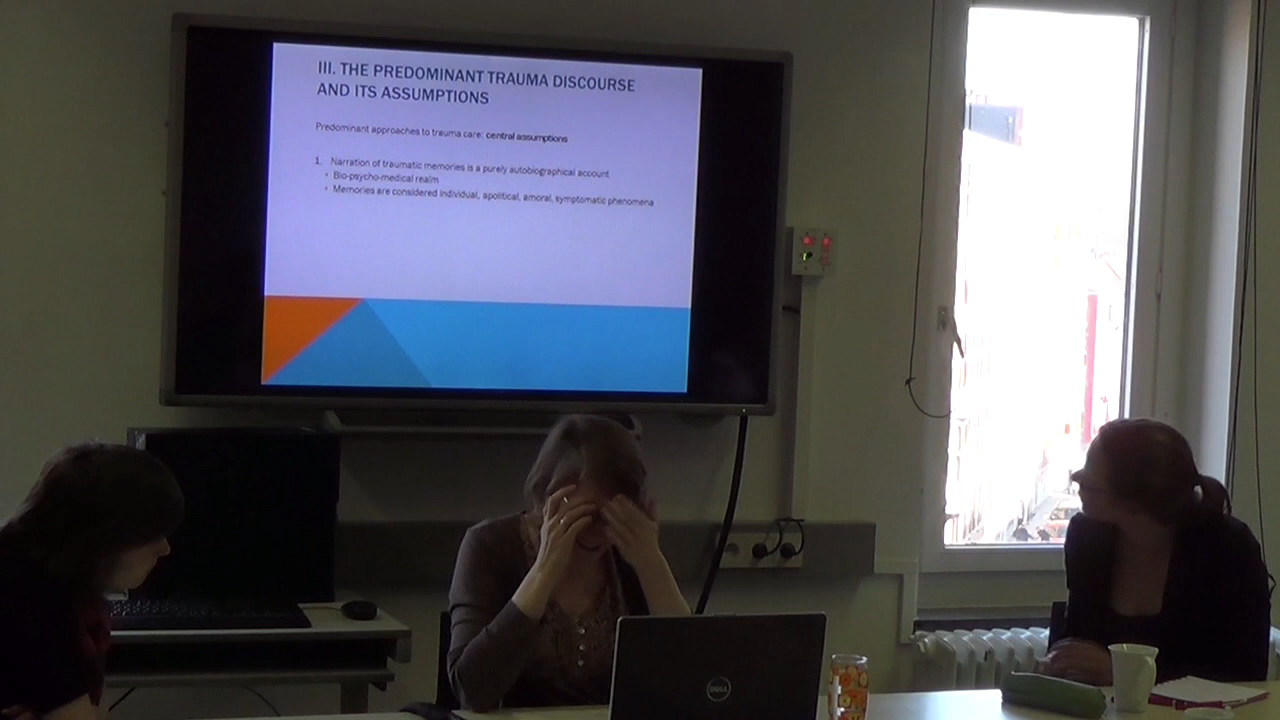 III. THE PREDOMINANT TRAUMA DISCOURSE
AND ITS ASSUMPTIONS
Predominant approaches to trauma care: central assumptions
1. Narration of traumatic memories is a purely autobiographical account
• Bio-psycho-medical realm
• Memories are considered individual, apolitical, amoral, symptomatic phenomena
DELL